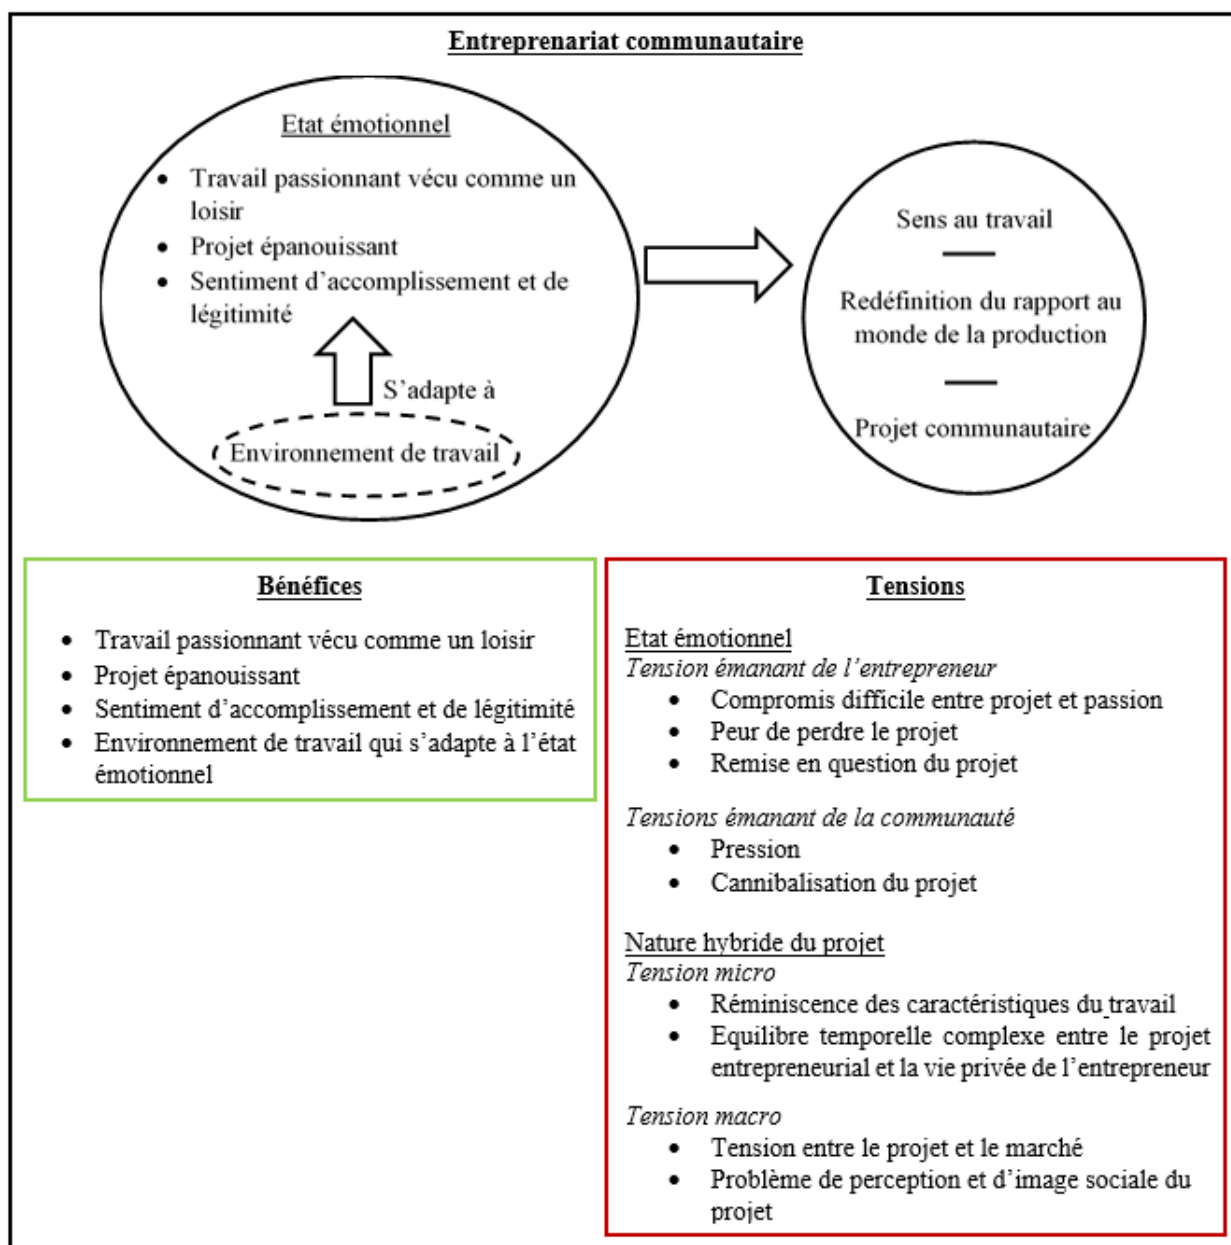 Entreprenariat communautaire
Etat émotionnel
• Travail passionnant vécu comme un
loisir
• Projet épanouissant
• Sentiment d'accomplissement et de
légitimité
S'adapte à
Environnement de travail
Sens au travail
Redéfinition du rapport au
monde de la production
Projet communautaire
Bénéfices
• Travail passionnant vécu comme un loisir
• Projet épanouissant
• Sentiment d'accomplissement et de légitimité
• Environnement de travail qui s'adapte à l'état
émotionnel
Tensions
Etat émotionnel
Tension émanant de l'entrepreneur
• Compromis difficile entre projet et passion
• Peur de perdre le projet
• Remise en question du projet
Tensions émanant de la communauté
• Pression
• Cannibalisation du projet
Nature hybride du projet
Tension micro
• Réminiscence des caractéristiques du travail
• Equilibre temporelle complexe entre le projet
entrepreneurial et la vie privée de l'entrepreneur
Tension macro
• Tension entre le projet et le marché
• Problème de perception et d'image sociale du
projet